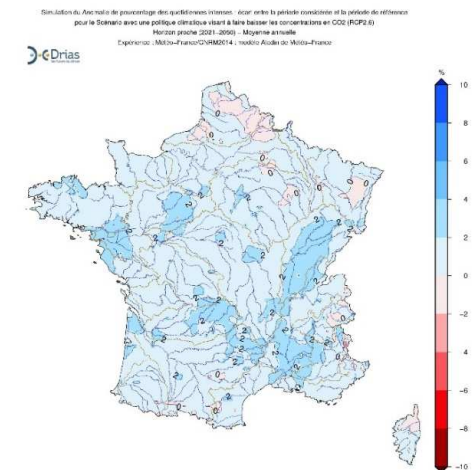 Simulation du Anomalie de pourcentage des quotidiennes intenses : écart entre la période considérée et la période de référence
pour le Scénario avec une politique climatique visant à faire baisser les concentrations en CO2 (RCP2.6)
Horizon proche (2021-2050) - Moyenne annuelle
Expérience : Météo-France/CNRM2014 : modèle Aladin de Météo-France
Drias
%
10
8
6
4
2
0
-2
-4
-6
-8
-10